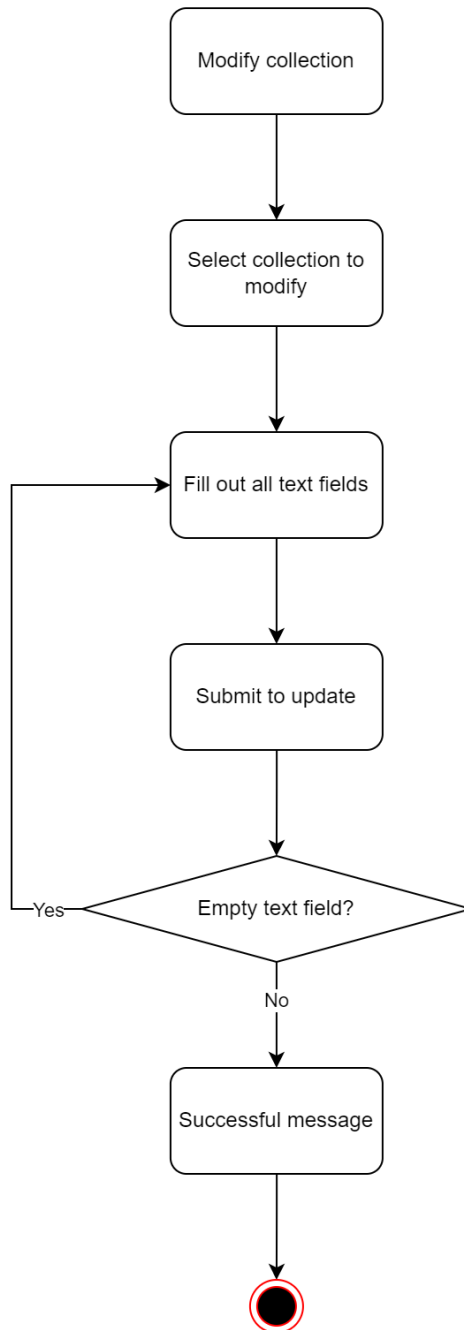 Modify collection
Select collection to
modify
Fill out all text fields
Submit to update
Empty text field?
Yes
No
Successful message